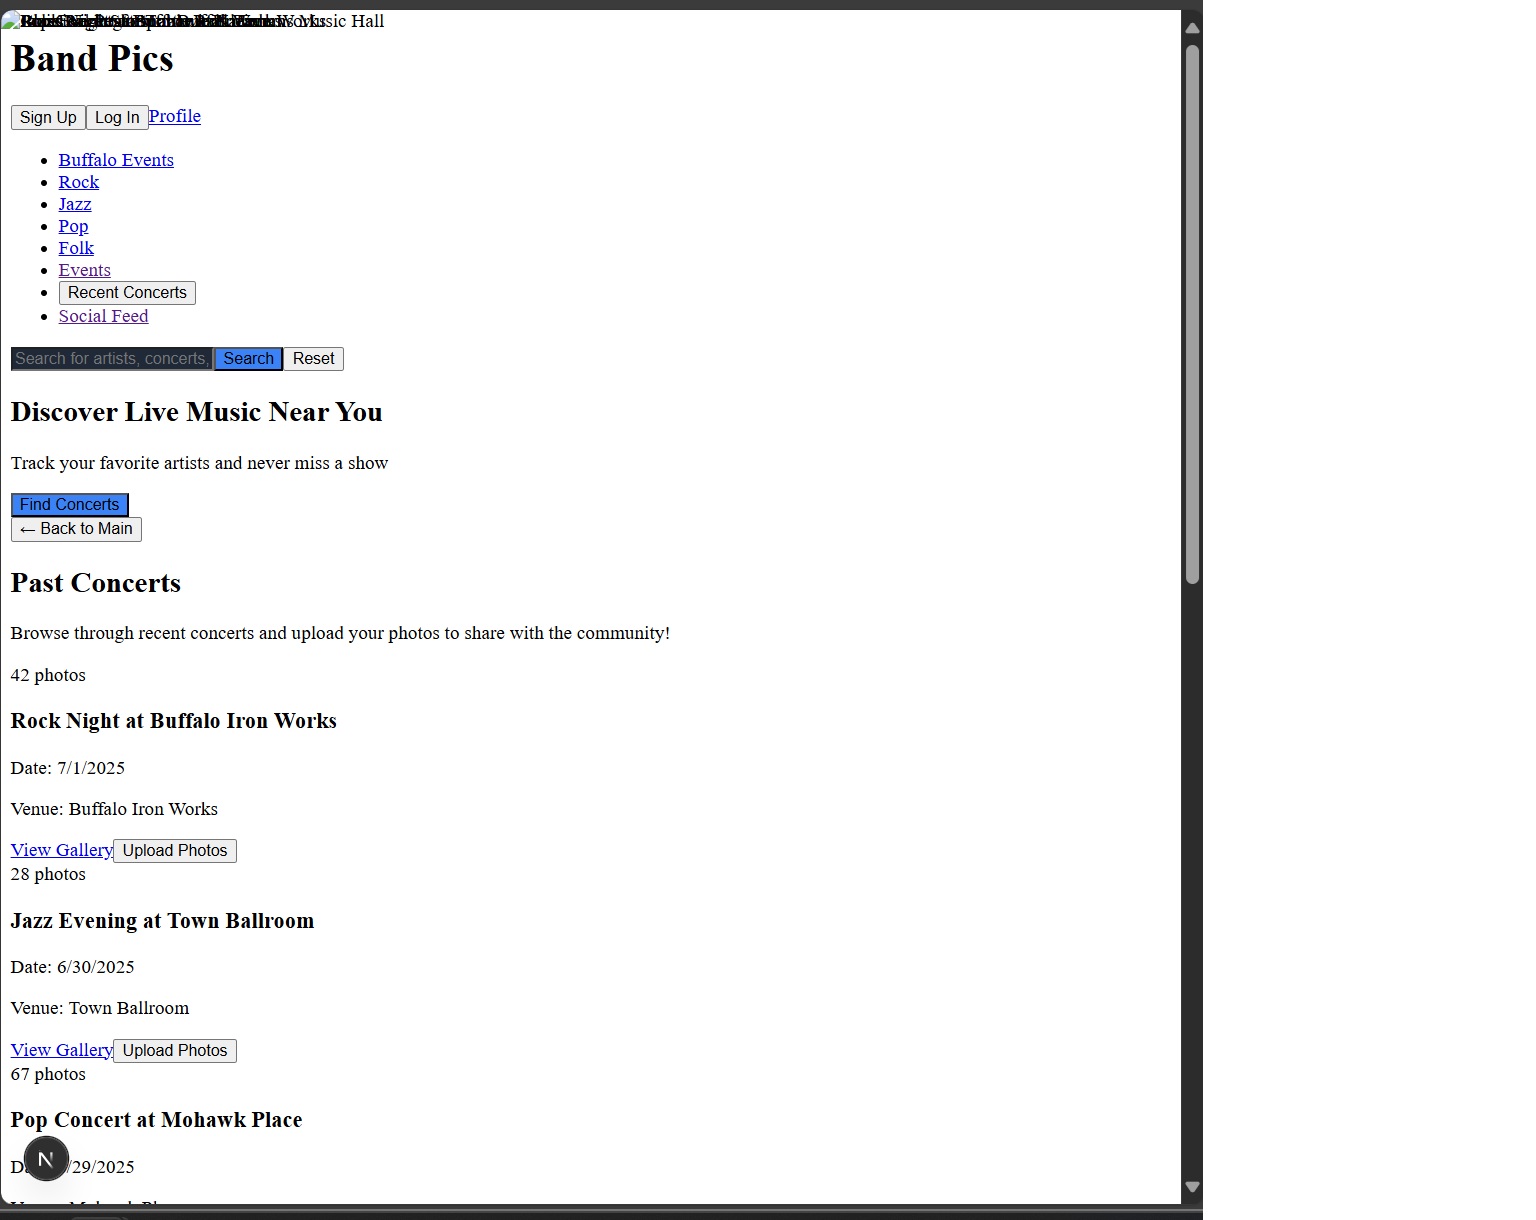 Music Hall
Band Pics
Sign Up Log In Profile
Buffalo Events
Rock
Jazz
Pop
Folk
Events
Recent Concerts
Social Feed
Search for artists, concerts, Search Reset
Discover Live Music Near You
Track your favorite artists and never miss a show
Find Concerts
← Back to Main
Past Concerts
Browse through recent concerts and upload your photos to share with the community!
42 photos
Rock Night at Buffalo Iron Works
Date: 7/1/2025
Venue: Buffalo Iron Works
View Gallery Upload Photos
28 photos
Jazz Evening at Town Ballroom
Date: 6/30/2025
Venue: Town Ballroom
View Gallery Upload Photos
67 photos
Pop Concert at Mohawk Place
N /29/2025